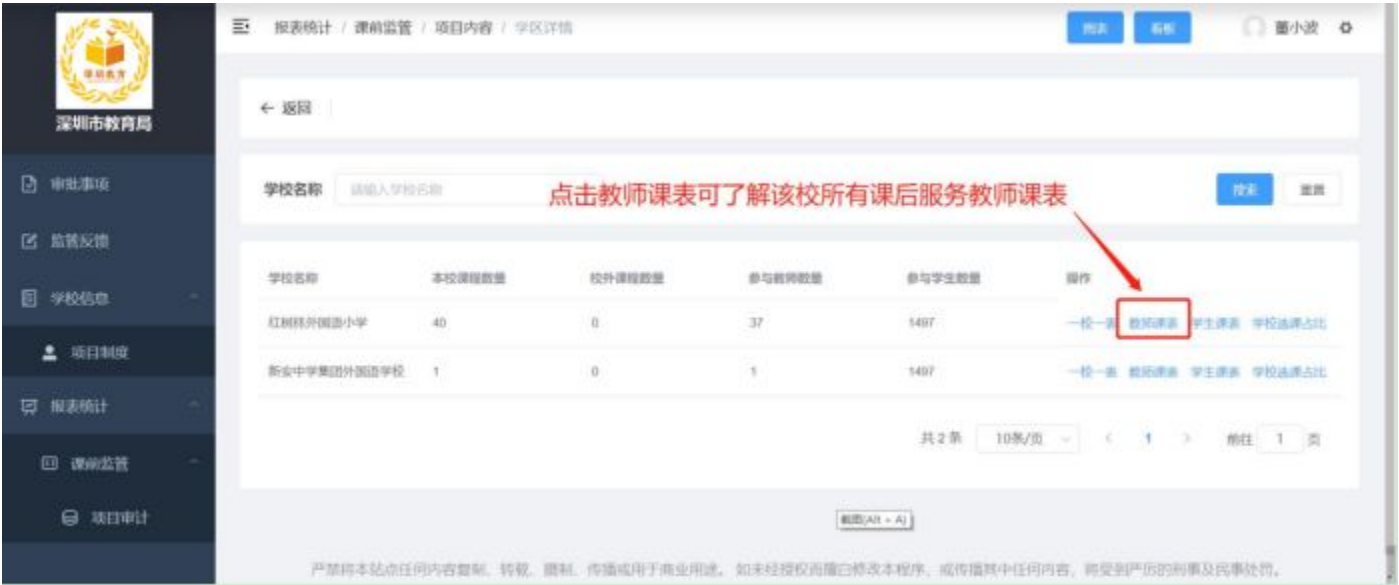 报表统计 / 课前监管 / 项目内容 / 学区详情
图表 看板 董小波
课后教育
深圳市教育局
← 返回
审批事项
学校名称 请输入学校名称 点击教师课表可了解该校所有课后服务教师课表 搜索 重置
监管反馈
学校名称 本校课程数量 校外课程数量 参与教师数量 参与学生数量 操作
学校信息
红树林外国语小学 40 0 37 1497 一校一表 教师课表 学生课表 学校选课占比
项目制度
新安中学集团外国语学校 1 0 1 1497 一校一表 教师课表 学生课表 学校选课占比
报表统计
共 2 条 10条/页 < 1 > 前往 1 页
课前监管
项目审计
截图(Alt + A)
严禁将本站点任何内容复制、转载、摄制、传播或用于商业用途。 如未经授权而擅自修改本程序、或传播其中任何内容，将受到严厉的刑事及民事处罚。